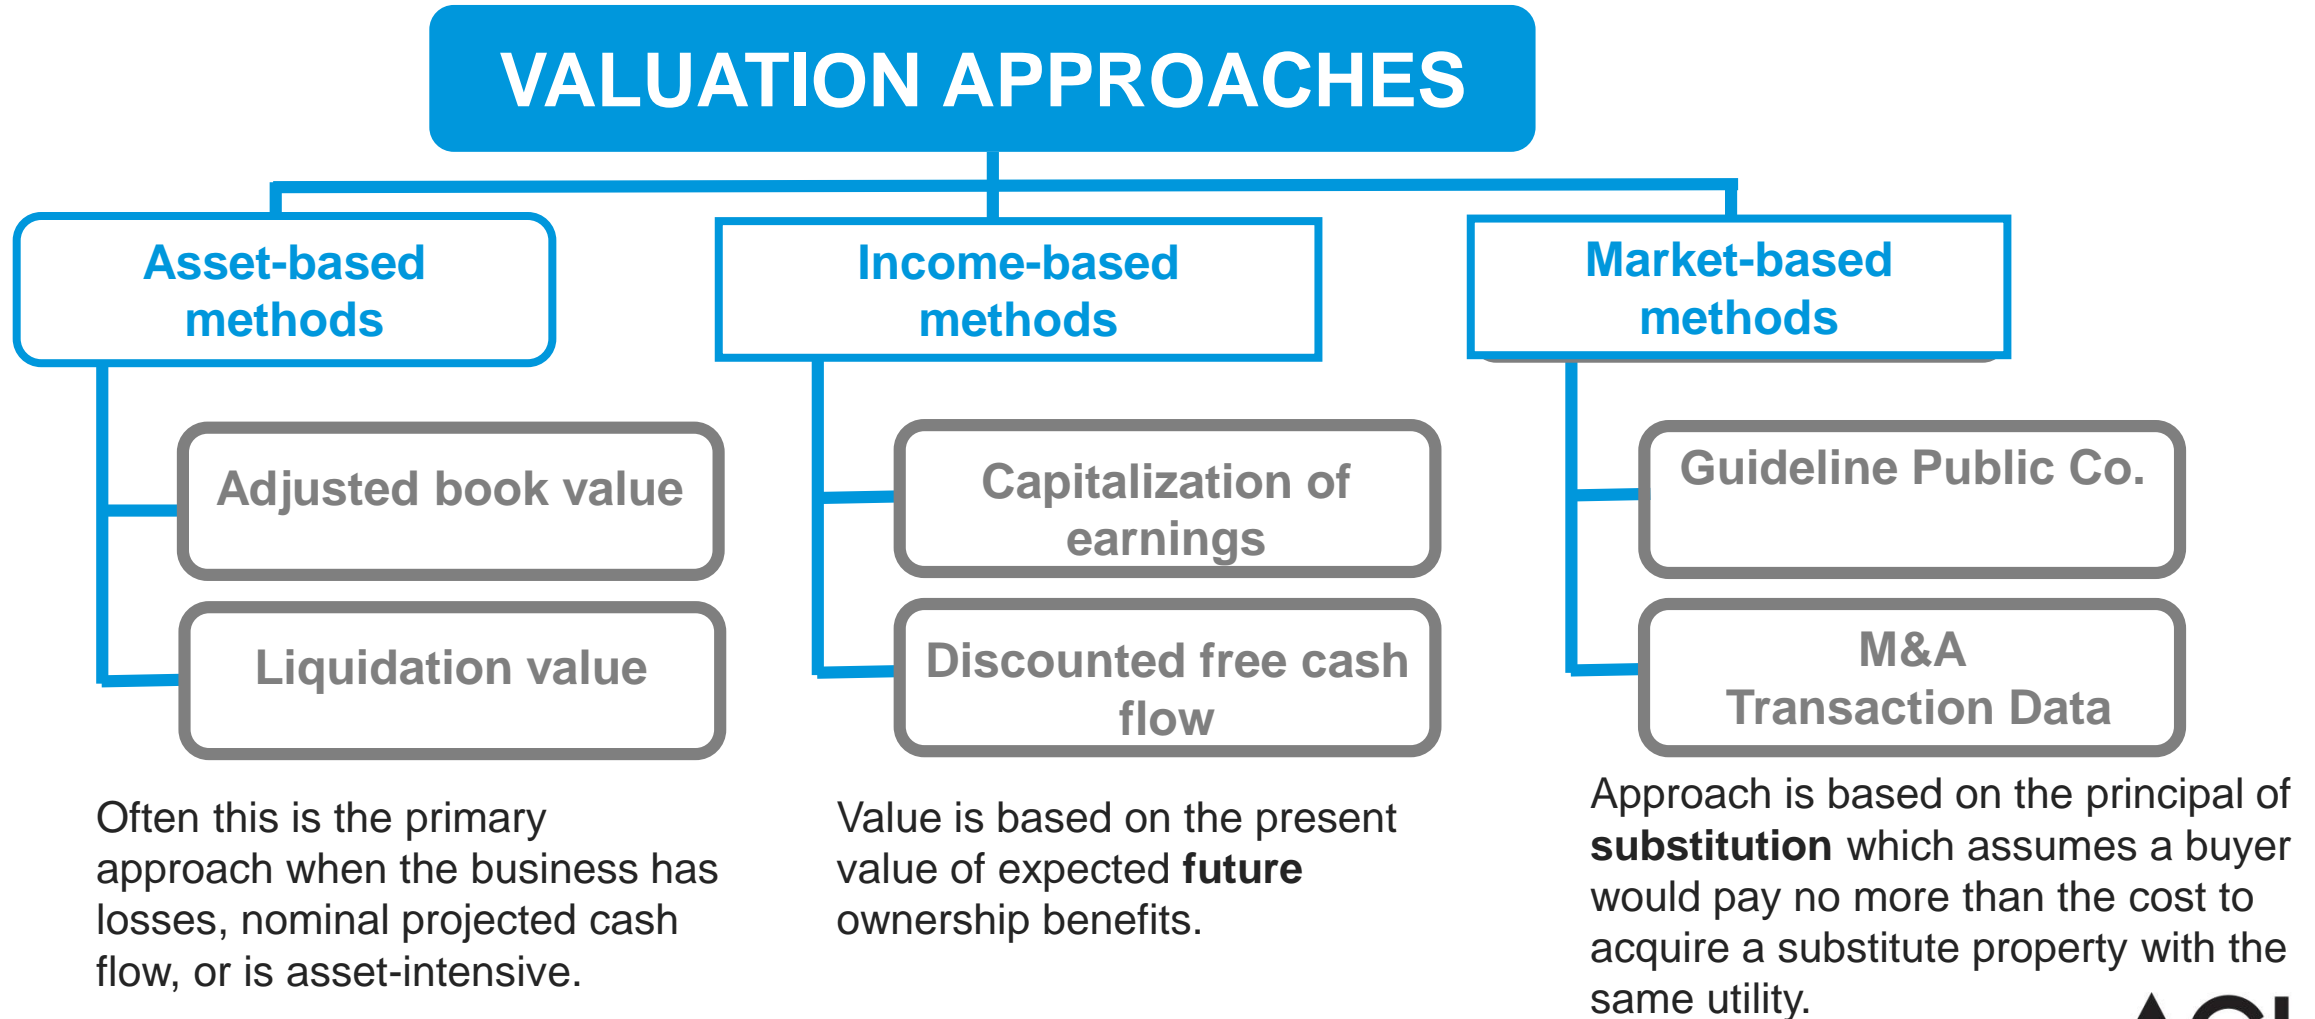 VALUATION APPROACHES
Asset-based
methods
Adjusted book value
Liquidation value
Often this is the primary
approach when the business has
losses, nominal projected cash
flow, or is asset-intensive.
Income-based
methods
Capitalization of
earnings
Discounted free cash
flow
Value is based on the present
value of expected future
ownership benefits.
Market-based
methods
Guideline Public Co.
M&A
Transaction Data
Approach is based on the principal of
substitution which assumes a buyer
would pay no more than the cost to
acquire a substitute property with the
same utility.